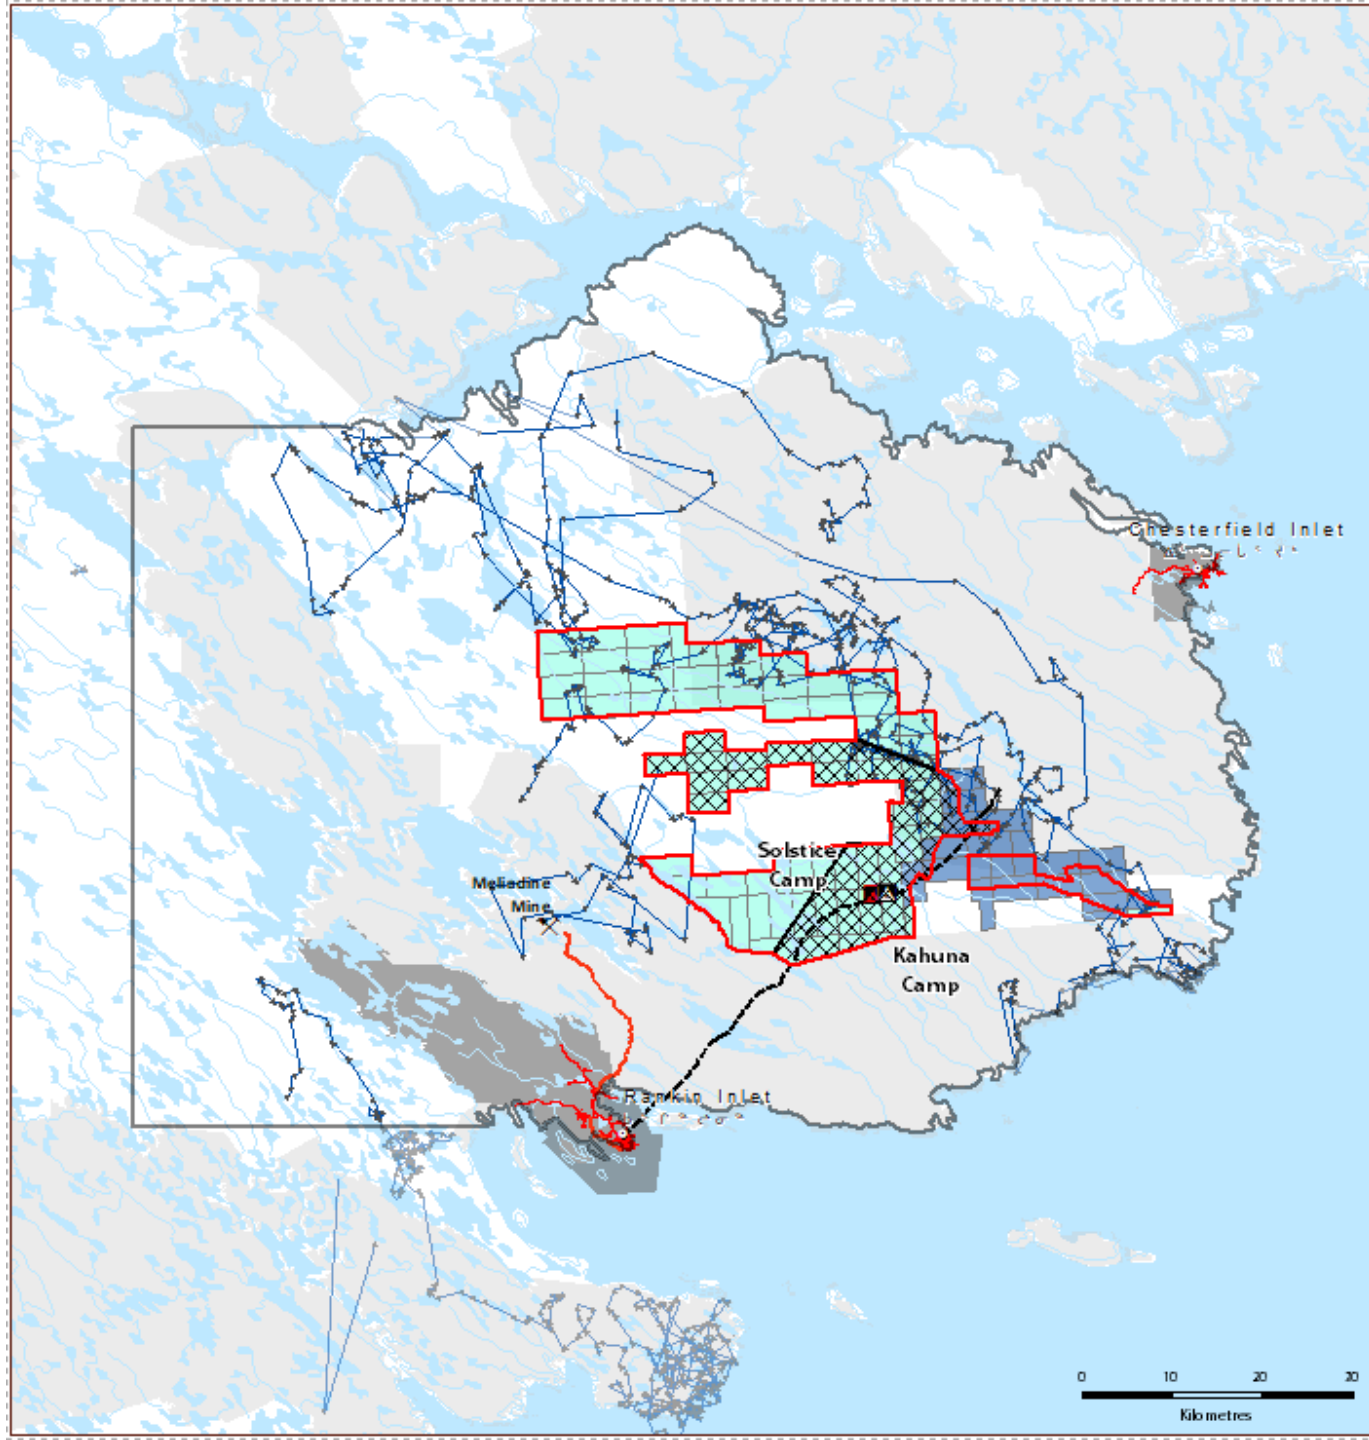 Chesterfield Inlet
Solstice
Camp
Meliadine
Mine
Kahuna
Camp
Rankin Inlet
0 10 20 30
Kilometres